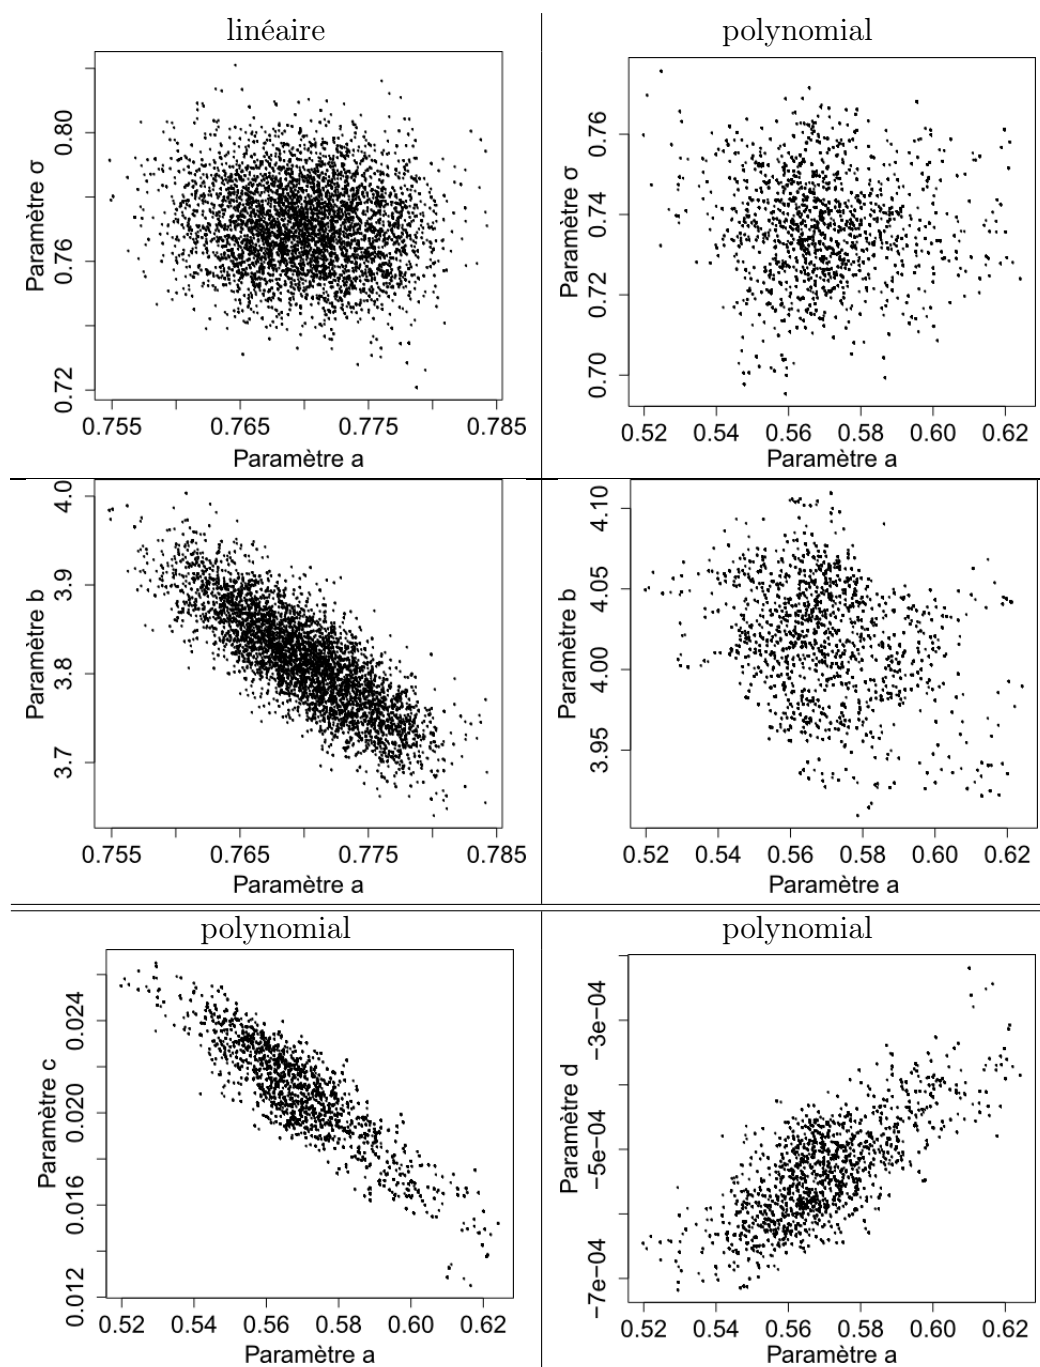 linéaire
polynomial
Paramètre σ
0.80
0.76
0.72
0.755 0.765 0.775 0.785
Paramètre a
Paramètre σ
0.76
0.74
0.72
0.70
0.52 0.54 0.56 0.58 0.60 0.62
Paramètre a
Paramètre b
4.0
3.9
3.8
3.7
0.755 0.765 0.775 0.785
Paramètre a
Paramètre b
4.10
4.05
4.00
3.95
0.52 0.54 0.56 0.58 0.60 0.62
Paramètre a
polynomial
polynomial
Paramètre c
0.024
0.020
0.016
0.012
0.52 0.54 0.56 0.58 0.60 0.62
Paramètre a
Paramètre d
−3e−04
−5e−04
−7e−04
0.52 0.54 0.56 0.58 0.60 0.62
Paramètre a